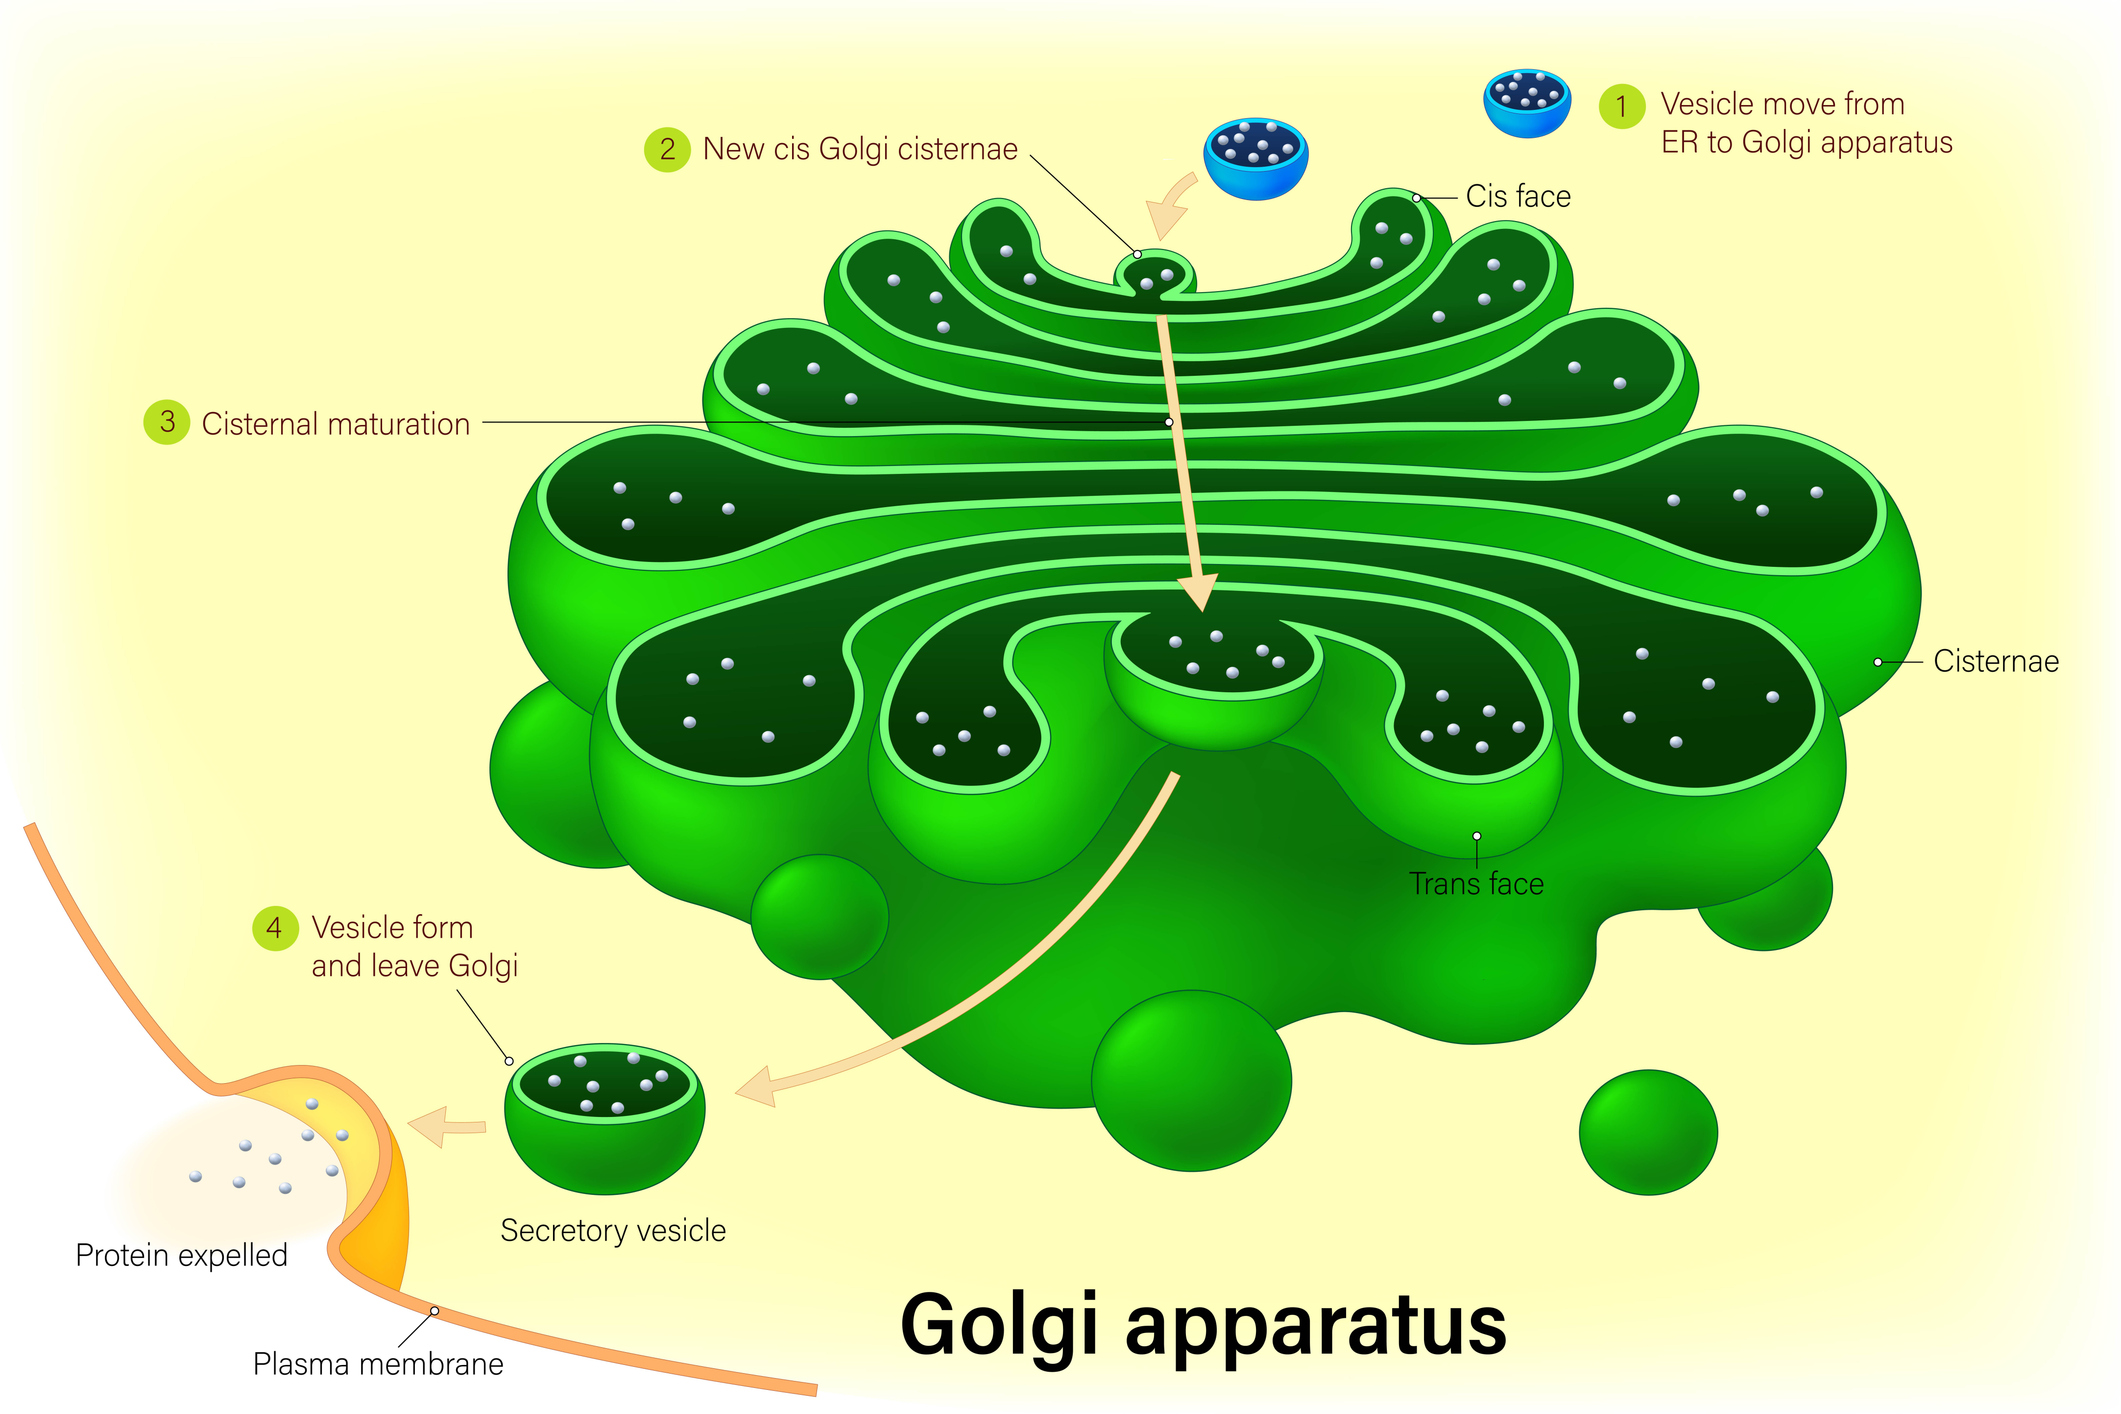 1
Vesicle move from
ER to Golgi apparatus
2
New cis Golgi cisternae
Cis face
3
Cisternal maturation
Cisternae
Trans face
4
Vesicle form
and leave Golgi
Secretory vesicle
Protein expelled
Plasma membrane
Golgi apparatus